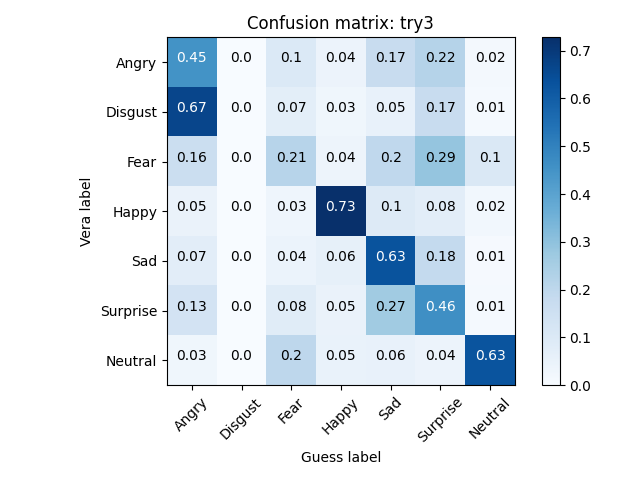 Confusion matrix: try3
Vera label
Angry 0.45 0.0 0.1 0.04 0.17 0.22 0.02
Disgust 0.67 0.0 0.07 0.03 0.05 0.17 0.01
Fear 0.16 0.0 0.21 0.04 0.2 0.29 0.1
Happy 0.05 0.0 0.03 0.73 0.1 0.08 0.02
Sad 0.07 0.0 0.04 0.06 0.63 0.18 0.01
Surprise 0.13 0.0 0.08 0.05 0.27 0.46 0.01
Neutral 0.03 0.0 0.2 0.05 0.06 0.04 0.63
Angry Disgust Fear Happy Sad Surprise Neutral
Guess label
0.7
0.6
0.5
0.4
0.3
0.2
0.1
0.0